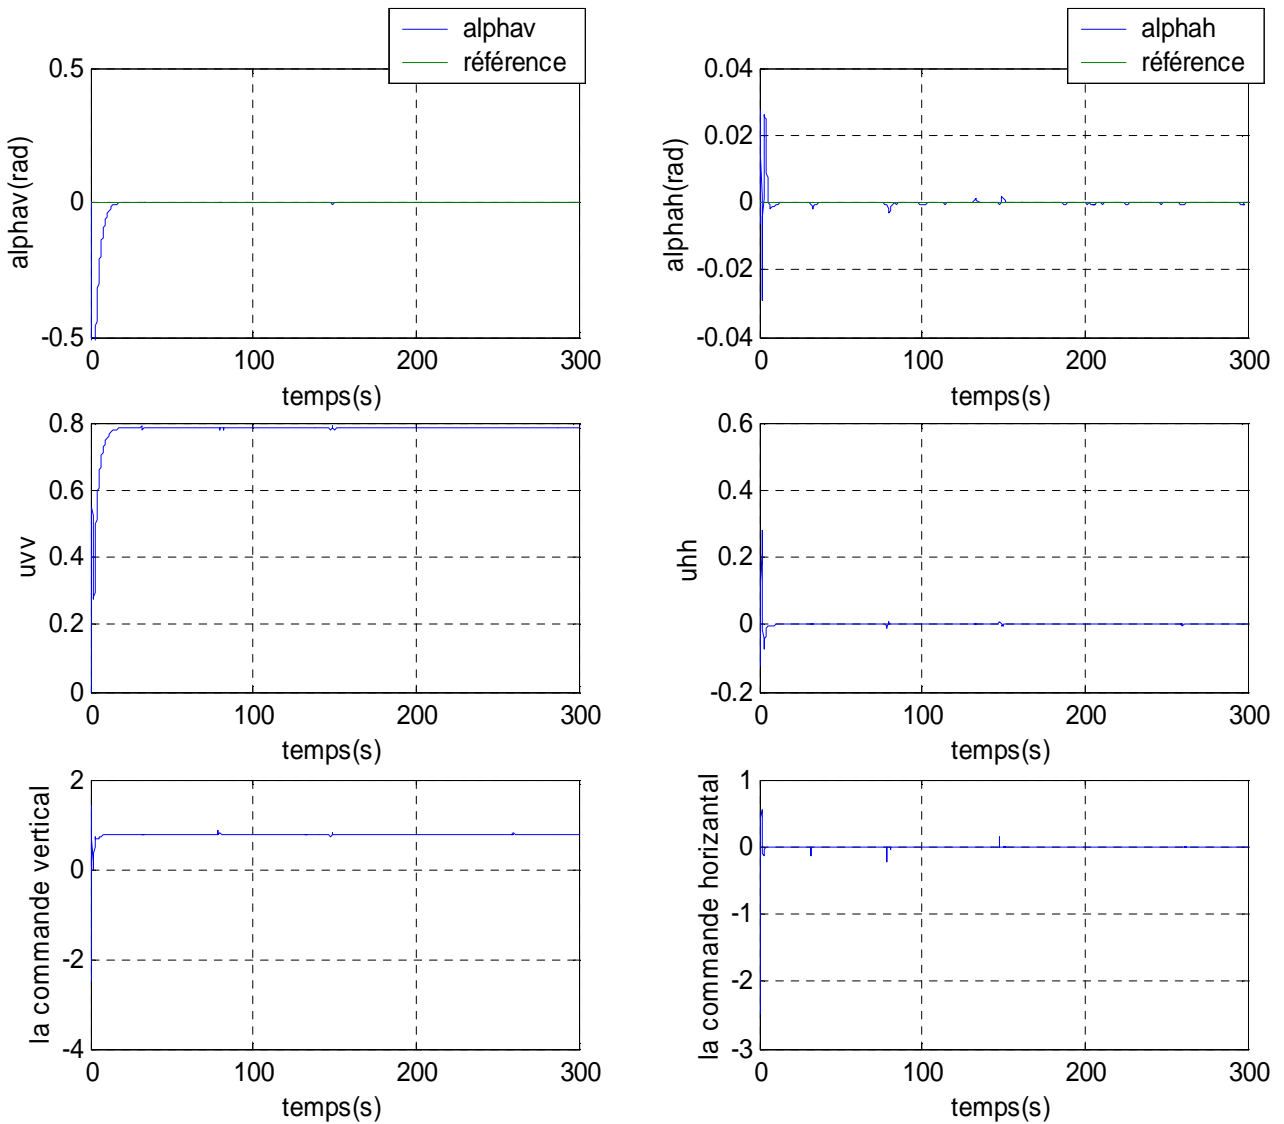 alphav
référence
0.5
0
-0.5
alphav(rad)
0 100 200 300
temps(s)
alphah
référence
0.04
0.02
0
-0.02
-0.04
alphah(rad)
0 100 200 300
temps(s)
0.8
0.6
0.4
0.2
0
uvv
0 100 200 300
temps(s)
0.6
0.4
0.2
0
-0.2
uhh
0 100 200 300
temps(s)
2
0
-2
-4
la commande vertical
0 100 200 300
temps(s)
1
0
-1
-2
-3
la commande horizantal
0 100 200 300
temps(s)